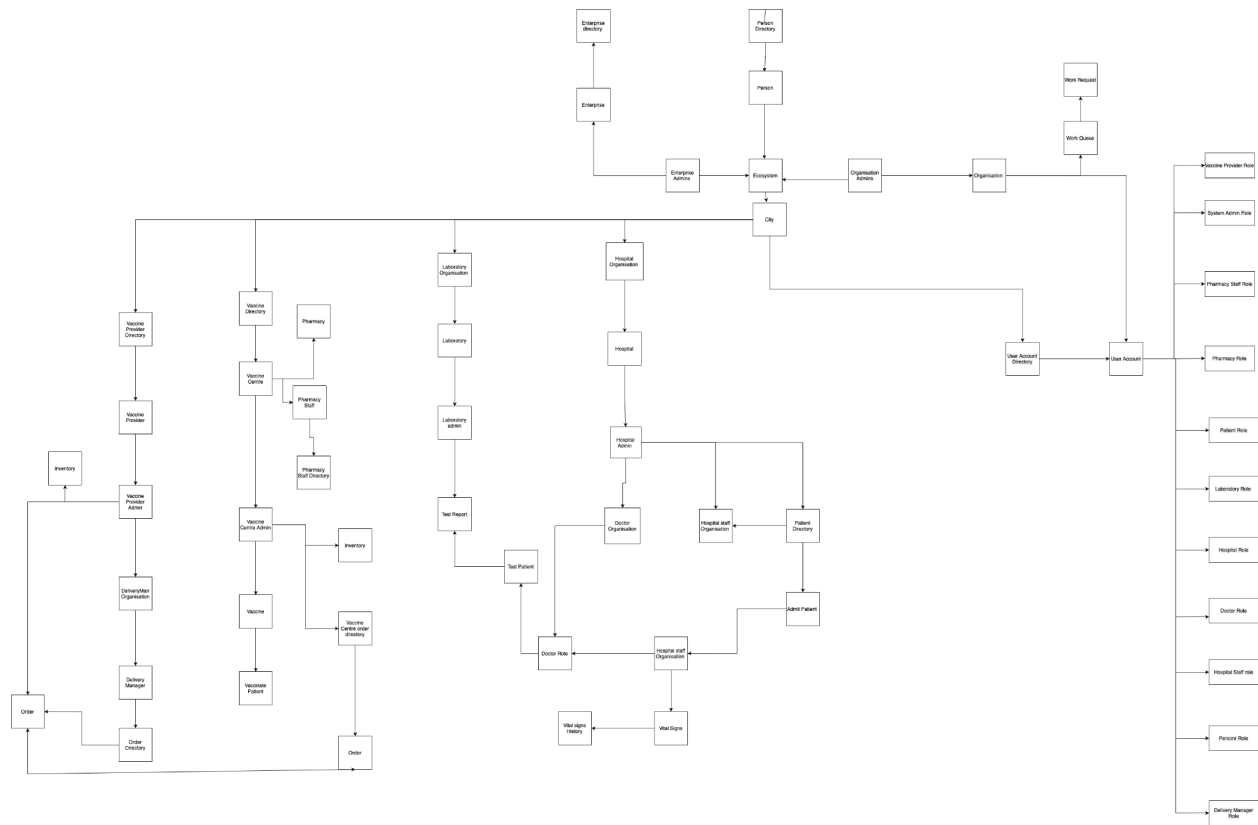 Enterprise
directory
Person
Directory
Work Request
Person
Enterprise
Work Queue
Vaccine Provider Role
Enterprise
Admins
Ecosystem
Organisation
Admins
Organisation
System Admin Role
City
Hospital
Organisation
Laboratory
Organisation
Pharmacy Staff Role
Vaccine
Directory
Pharmacy
Vaccine
Provider
Directory
Laboratory
Hospital
User Account
Directory
User Account
Pharmacy Role
Vaccine
Centre
Pharmacy
Staff
Vaccine
Provider
Laboratory
admin
Hospital
Admin
Patient Role
Inventory
Pharmacy
Staff Directory
Laboratory Role
Vaccine
Provider
Admin
Vaccine
Centre Admin
Test Report
Doctor
Organisation
Hospital staff
Organisation
Patient
Directory
Inventory
Hospital Role
Test Patient
DeliveryMan
Organisation
Vaccine
Admit Patient
Doctor Role
Vaccine
Centre order
directory
Doctor Role
Hospital staff
Organisation
Hospital Staff role
Delivery
Manager
Vaccinate
Patient
Order
Vital signs
History
Vital Signs
Order
Directory
Order
Personr Role
Delivery Manager
Role